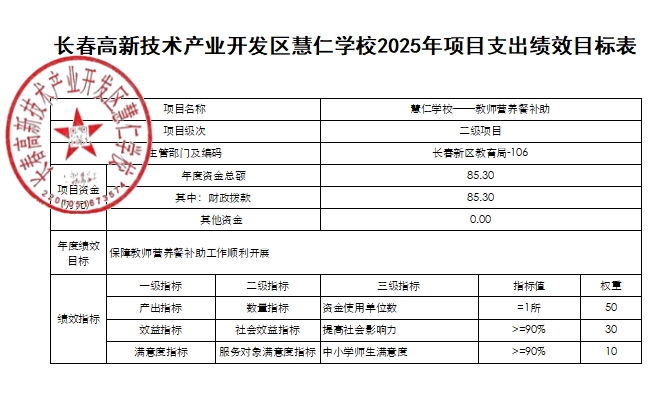 长春高新技术产业开发区慧仁学校2025年项目支出绩效目标表
长春高新技术产业开发区慧仁学校
项目名称 慧仁学校——教师营养餐补助
项目级次 二级项目
主管部门及编码 长春新区教育局-106
项目资金 年度资金总额 85.30
其中：财政拨款 85.30
其他资金 0.00
年度绩效
目标
保障教师营养餐补助工作顺利开展
绩效指标 一级指标 二级指标 三级指标 指标值 权重
产出指标 数量指标 资金使用单位数 =1所 50
效益指标 社会效益指标 提高社会影响力 >=90% 30
满意度指标 服务对象满意度指标 中小学师生满意度 >=90% 10